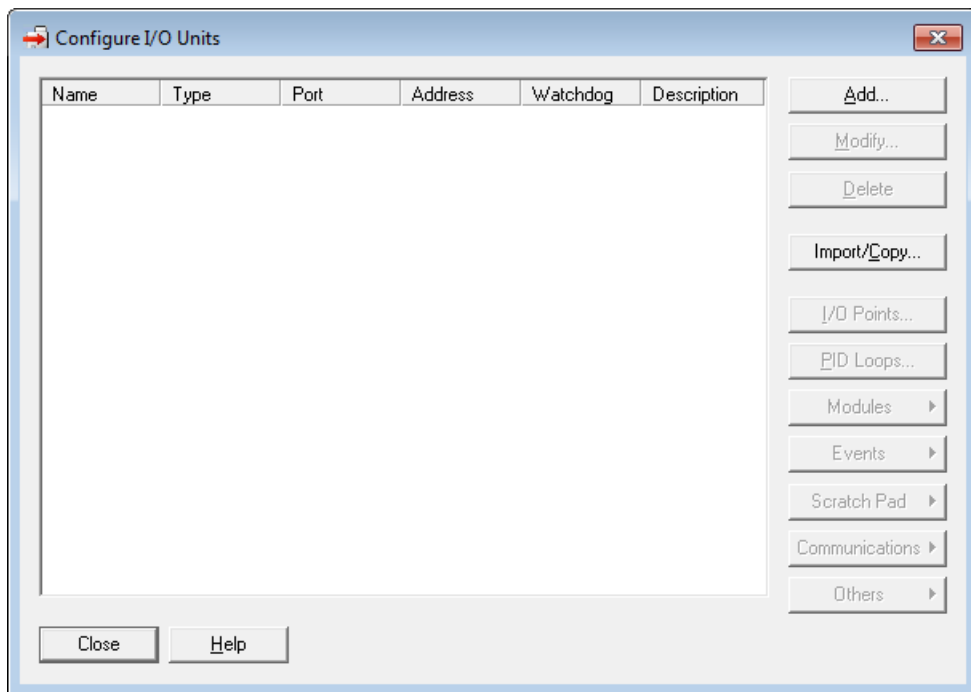 Configure I/O Units
Name Type Port Address Watchdog Description
Add...
Modify...
Delete
Import/Copy...
I/O Points...
PID Loops...
Modules
Events
Scratch Pad
Communications
Others
Close Help